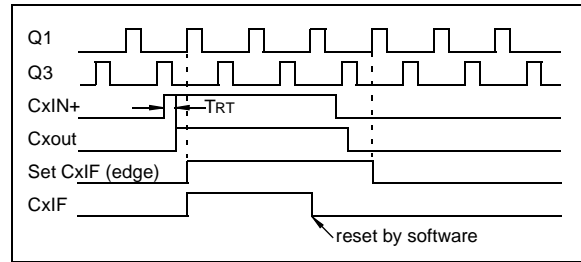 Q1
Q3
CxIN+
TRT
Cxout
Set CxIF (edge)
CxIF
reset by software